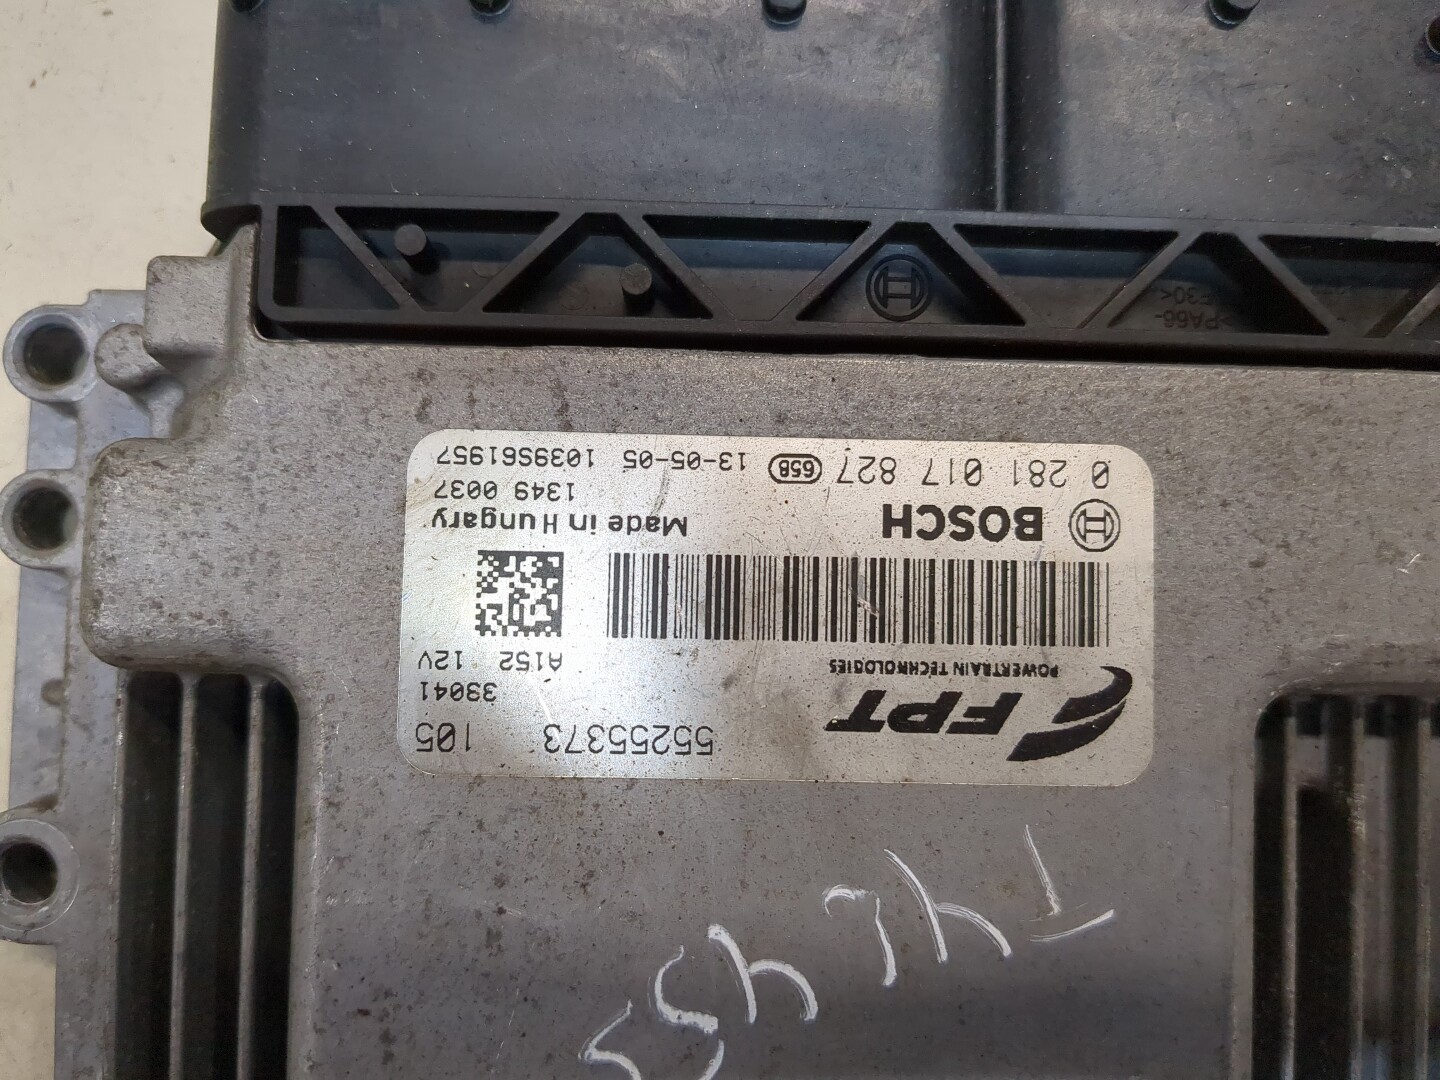 FPT
POWERTRAIN TECHNOLOGIES
55255373 105
A152 12V
BOSCH
Made in Hungary
1349 0037
0 281 017 827 65B 13-05-05 1039S61957
>PA66-